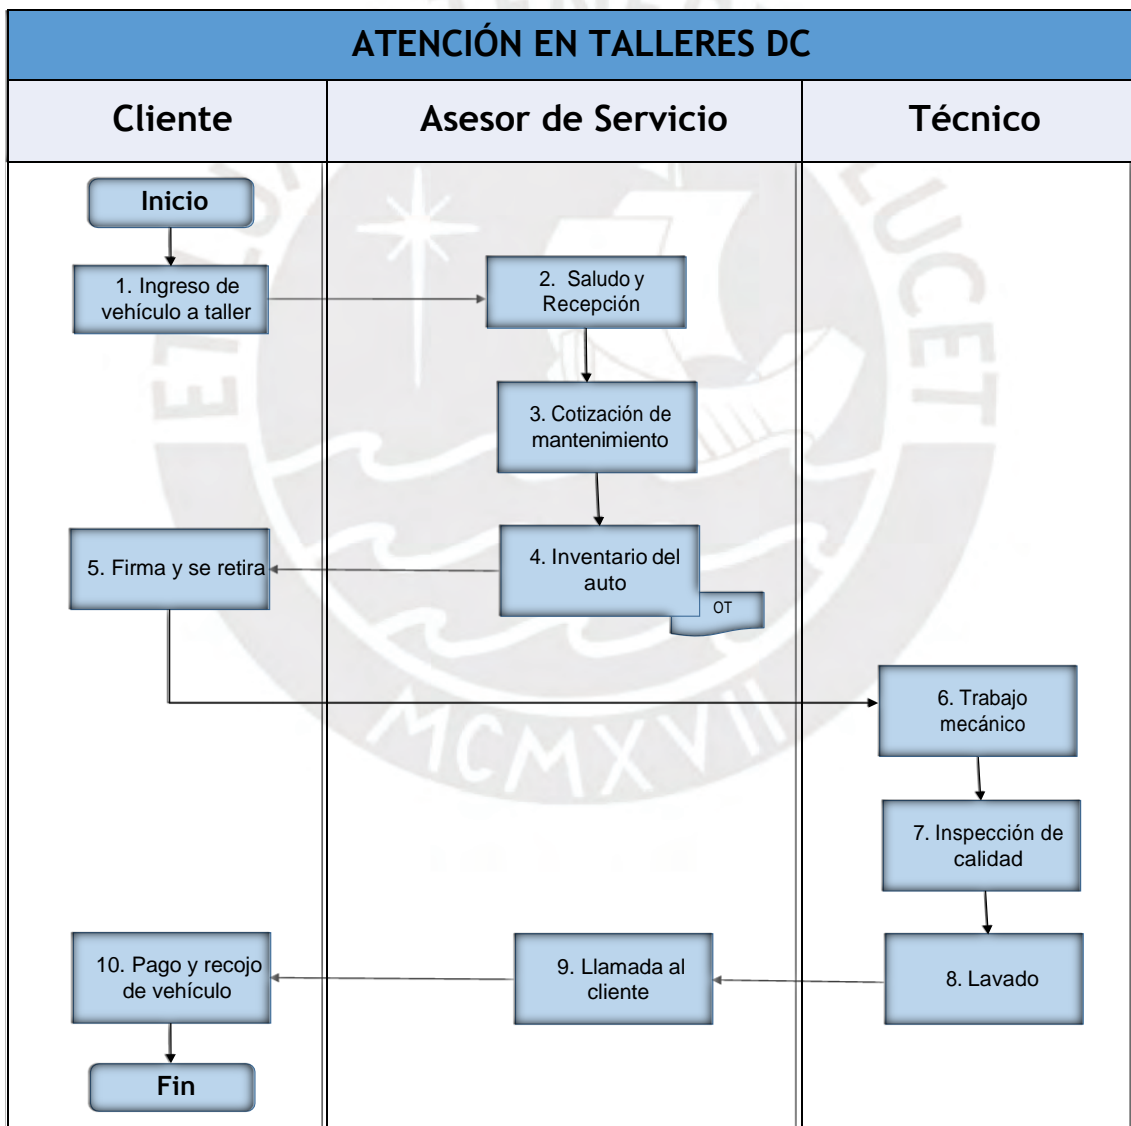 ATENCIÓN EN TALLERES DC
Cliente
Asesor de Servicio
Técnico
Inicio
1. Ingreso de
vehículo a taller
2. Saludo y
Recepción
3. Cotización de
mantenimiento
4. Inventario del
auto
OT
5. Firma y se retira
6. Trabajo
mecánico
7. Inspección de
calidad
8. Lavado
9. Llamada al
cliente
10. Pago y recojo
de vehículo
Fin
MCMXVII
LUCET